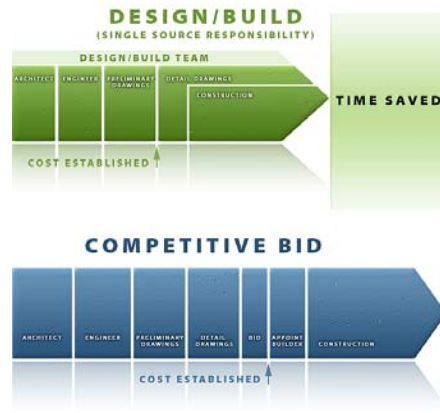 DESIGN/BUILD
(SINGLE SOURCE RESPONSIBILITY)
DESIGN/BUILD TEAM
ARCHITECT
ENGINEER
PRELIMINARY
DRAWINGS
DETAIL DRAWINGS
CONSTRUCTION
TIME SAVED
COST ESTABLISHED
COMPETITIVE BID
ARCHITECT
ENGINEER
PRELIMINARY
DRAWINGS
DETAIL
DRAWINGS
BID
APPOINT
BUILDER
CONSTRUCTION
COST ESTABLISHED